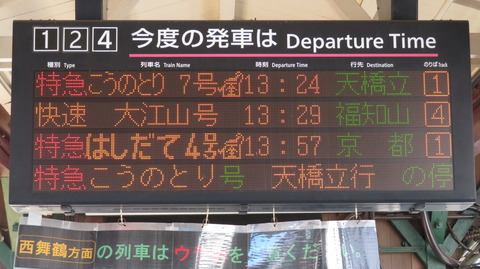 1 2 4 今度の発車は Departure Time
種別 Type 列車名 Train Name 時刻 Departure Time 行先 Destination のりば Track
特急 こうのとり 7号 13:24 天橋立 1
快速 大江山号 13:29 福知山 4
特急 はしだて 4号 13:57 京都 1
特急 こうのとり号 天橋立行 の停
西舞鶴方面 の列車は